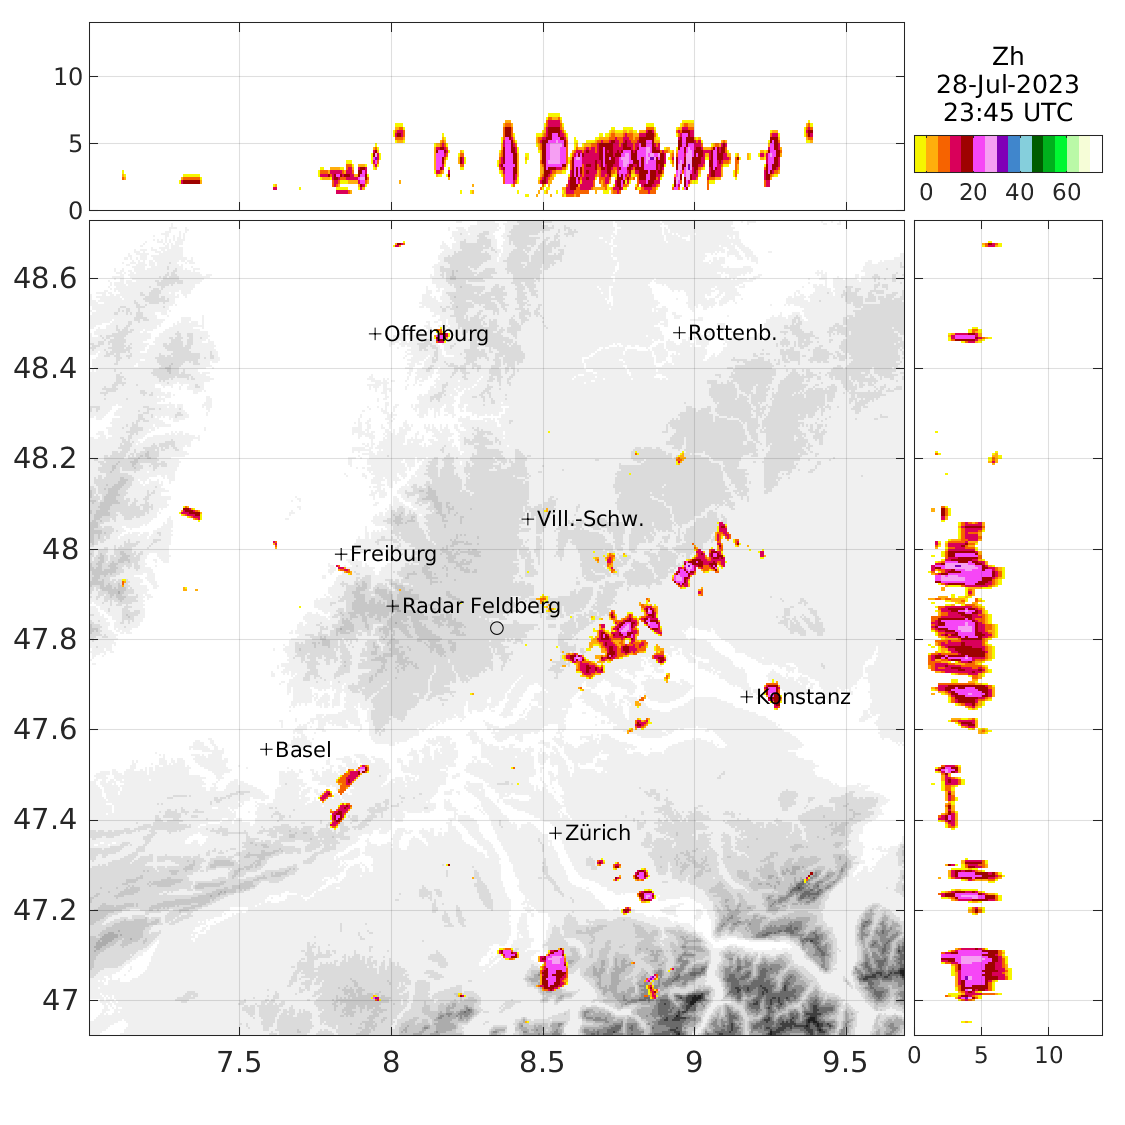 Zh
28-Jul-2023
23:45 UTC
0 20 40 60
10
5
0
48.6
48.4
48.2
48
47.8
47.6
47.4
47.2
47
Offenburg
Rottenb.
Vill.-Schw.
Freiburg
Radar Feldberg
Konstanz
Basel
Zürich
7.5 8 8.5 9 9.5
0 5 10